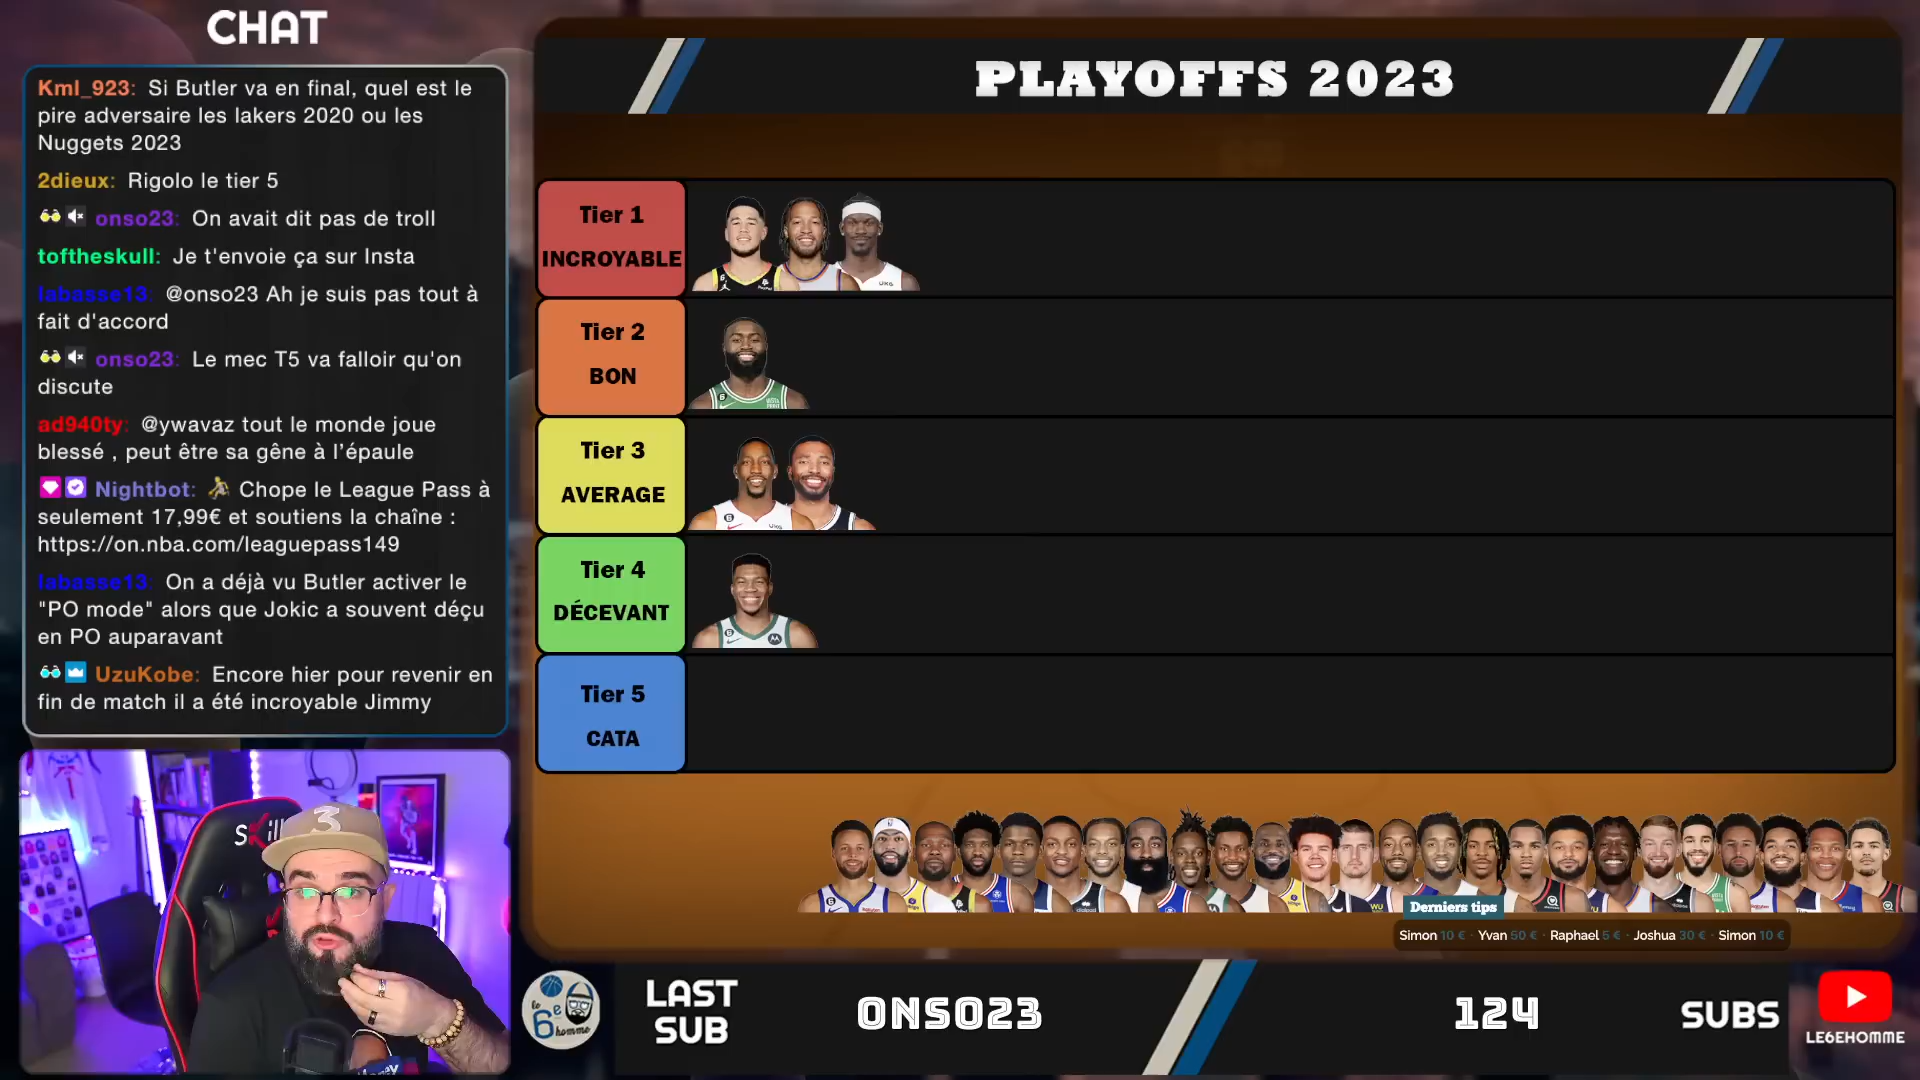 CHAT
Kml_923: Si Butler va en final, quel est le
pire adversaire les lakers 2020 ou les
Nuggets 2023
2dieux: Rigolo le tier 5
onso23: On avait dit pas de troll
toftheskull: Je t'envoie ça sur Insta
labasse13: @onso23 Ah je suis pas tout à
fait d'accord
onso23: Le mec T5 va falloir qu'on
discute
ad940ty: @ywavaz tout le monde joue
blessé , peut être sa gêne à l'épaule
Nightbot: Chope le League Pass à
seulement 17,99€ et soutiens la chaîne :
https://on.nba.com/leaguepass149
labasse13: On a déjà vu Butler activer le
"PO mode" alors que Jokic a souvent déçu
en PO auparavant
UzuKobe: Encore hier pour revenir en
fin de match il a été incroyable Jimmy
PLAYOFFS 2023
Tier 1
INCROYABLE
Tier 2
BON
Tier 3
AVERAGE
Tier 4
DÉCEVANT
Tier 5
CATA
Derniers tips
Simon 10 € · Yvan 50 € · Raphael 5 € · Joshua 30 € · Simon 10 €
le
6e
homme
LAST
SUB
ONSO23
124
SUBS
LE6EHOMME